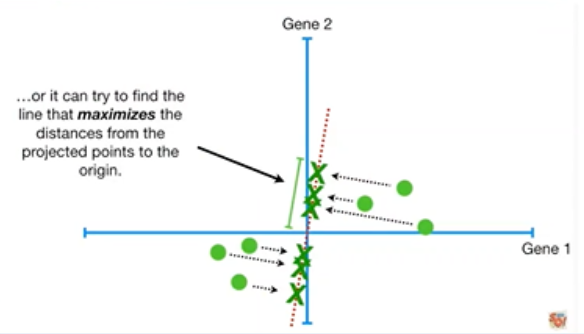 Gene 2
...or it can try to find the
line that maximizes the
distances from the
projected points to the
origin.
Gene 1